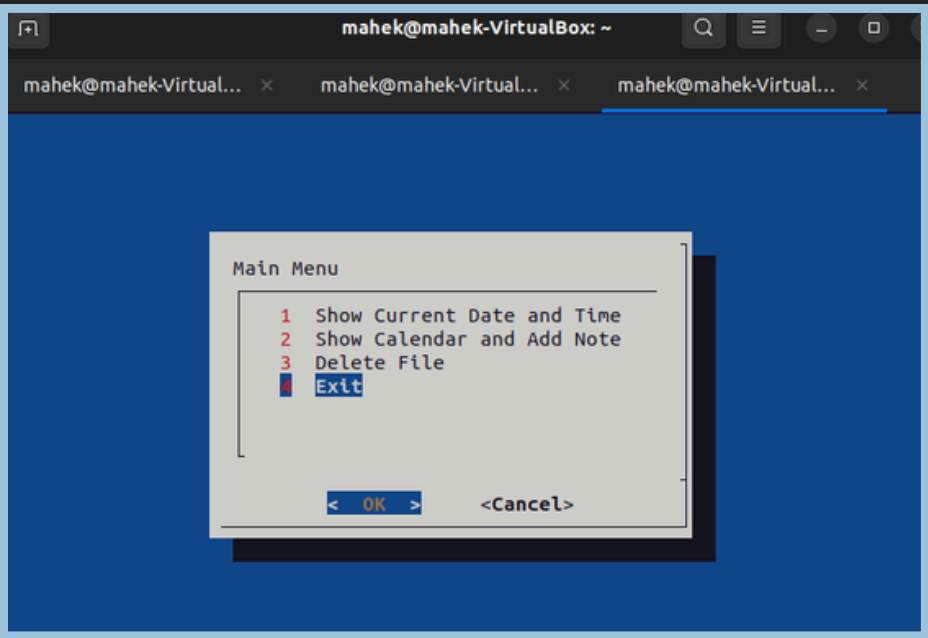 mahek@mahek-VirtualBox: ~
mahek@mahek-Virtual... × mahek@mahek-Virtual... × mahek@mahek-Virtual... ×
Main Menu
1 Show Current Date and Time
2 Show Calendar and Add Note
3 Delete File
4 Exit
< OK > <Cancel>